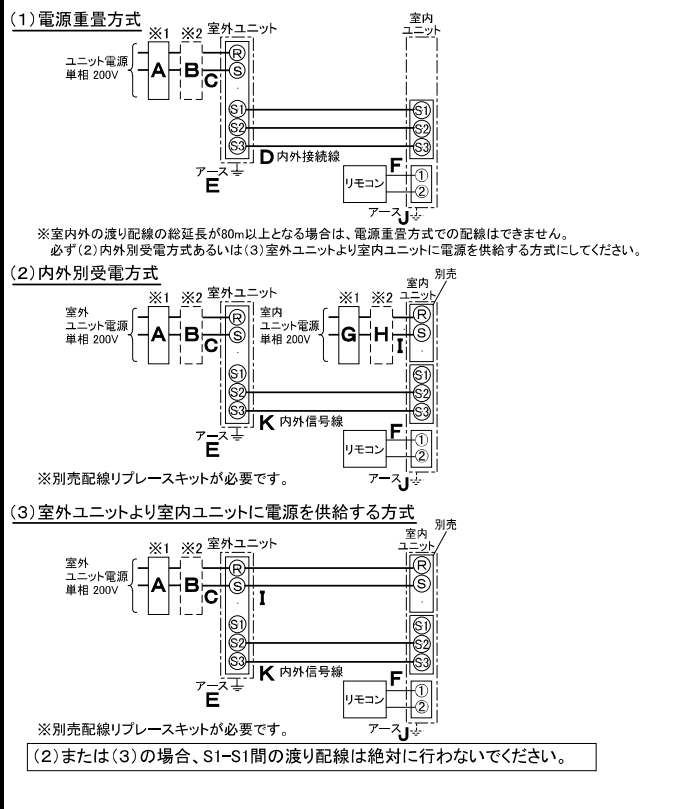 (1)電源重畳方式
※1 ※2 室外ユニット
室内
ユニット
ユニット電源
単相 200V
A B C
R
S
S1 S1
S2 S2
S3 S3
D 内外接続線
アース
E
リモコン
F
①
②
アース J
※室内外の渡り配線の総延長が80m以上となる場合は、電源重畳方式での配線はできません。
必ず(2)内外別受電方式あるいは(3)室外ユニットより室内ユニットに電源を供給する方式にしてください。
(2)内外別受電方式
※1 ※2 室外ユニット
※1 ※2
室内
ユニット
別売
室外
ユニット電源
単相 200V
A B C
R
S
室内
ユニット電源
単相 200V
G H I
R
S
S1 S1
S2 S2
S3 S3
K 内外信号線
アース
E
リモコン
F
①
②
アース J
※別売配線リプレースキットが必要です。
(3)室外ユニットより室内ユニットに電源を供給する方式
※1 ※2 室外ユニット
室内
ユニット
別売
室外
ユニット電源
単相 200V
A B C
R R
S S
I
S1 S1
S2 S2
S3 S3
K 内外信号線
アース
E
リモコン
F
①
②
アース J
※別売配線リプレースキットが必要です。
(2)または(3)の場合、S1-S1間の渡り配線は絶対に行わないでください。